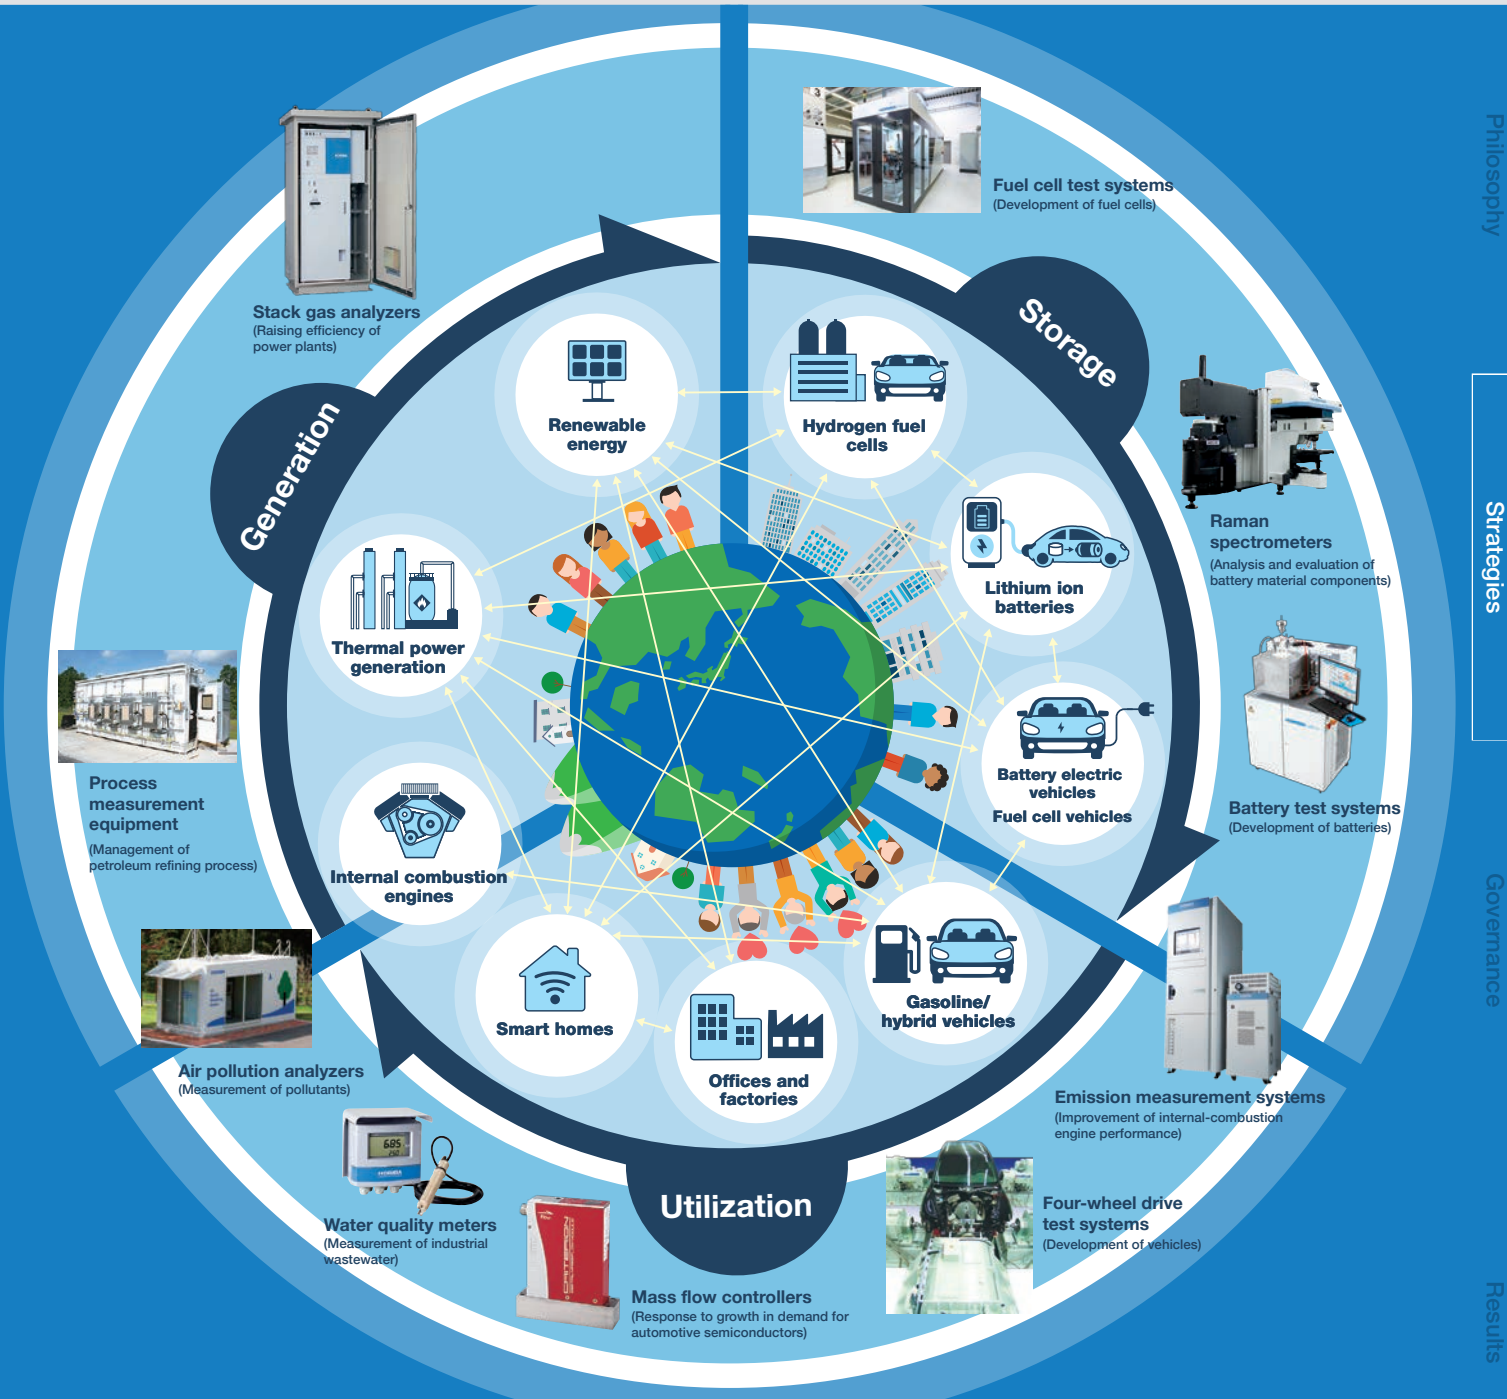 Philosophy
Strategies
Governance
Results
Fuel cell test systems
(Development of fuel cells)
Stack gas analyzers
(Raising efficiency of
power plants)
Storage
Generation
Renewable
energy
Hydrogen fuel
cells
Raman
spectrometers
(Analysis and evaluation of
battery material components)
Lithium ion
batteries
Thermal power
generation
Process
measurement
equipment
(Management of
petroleum refining process)
Battery electric
vehicles
Fuel cell vehicles
Battery test systems
(Development of batteries)
Internal combustion
engines
Smart homes
Gasoline/
hybrid vehicles
Offices and
factories
Air pollution analyzers
(Measurement of pollutants)
Emission measurement systems
(Improvement of internal-combustion
engine performance)
685
Utilization
Water quality meters
(Measurement of industrial
wastewater)
CRITERION
Four-wheel drive
test systems
(Development of vehicles)
Mass flow controllers
(Response to growth in demand for
automotive semiconductors)